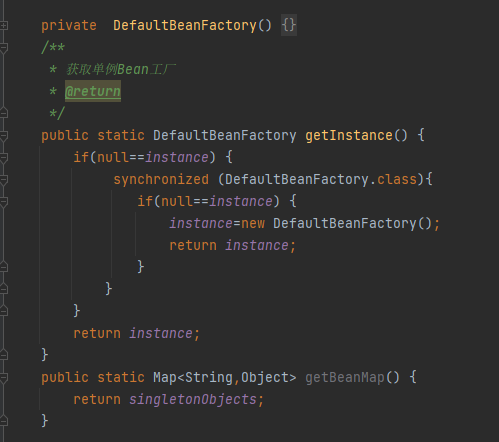 private  DefaultBeanFactory() {}
/**
 * 获取单例Bean工厂
 * @return
 */
public static DefaultBeanFactory getInstance() {
    if(null==instance) {
         synchronized (DefaultBeanFactory.class){
            if(null==instance) {
                instance=new DefaultBeanFactory();
                return instance;
            }
        }
    }
    return instance;
}
public static Map<String,Object> getBeanMap() {
    return singletonObjects;
}